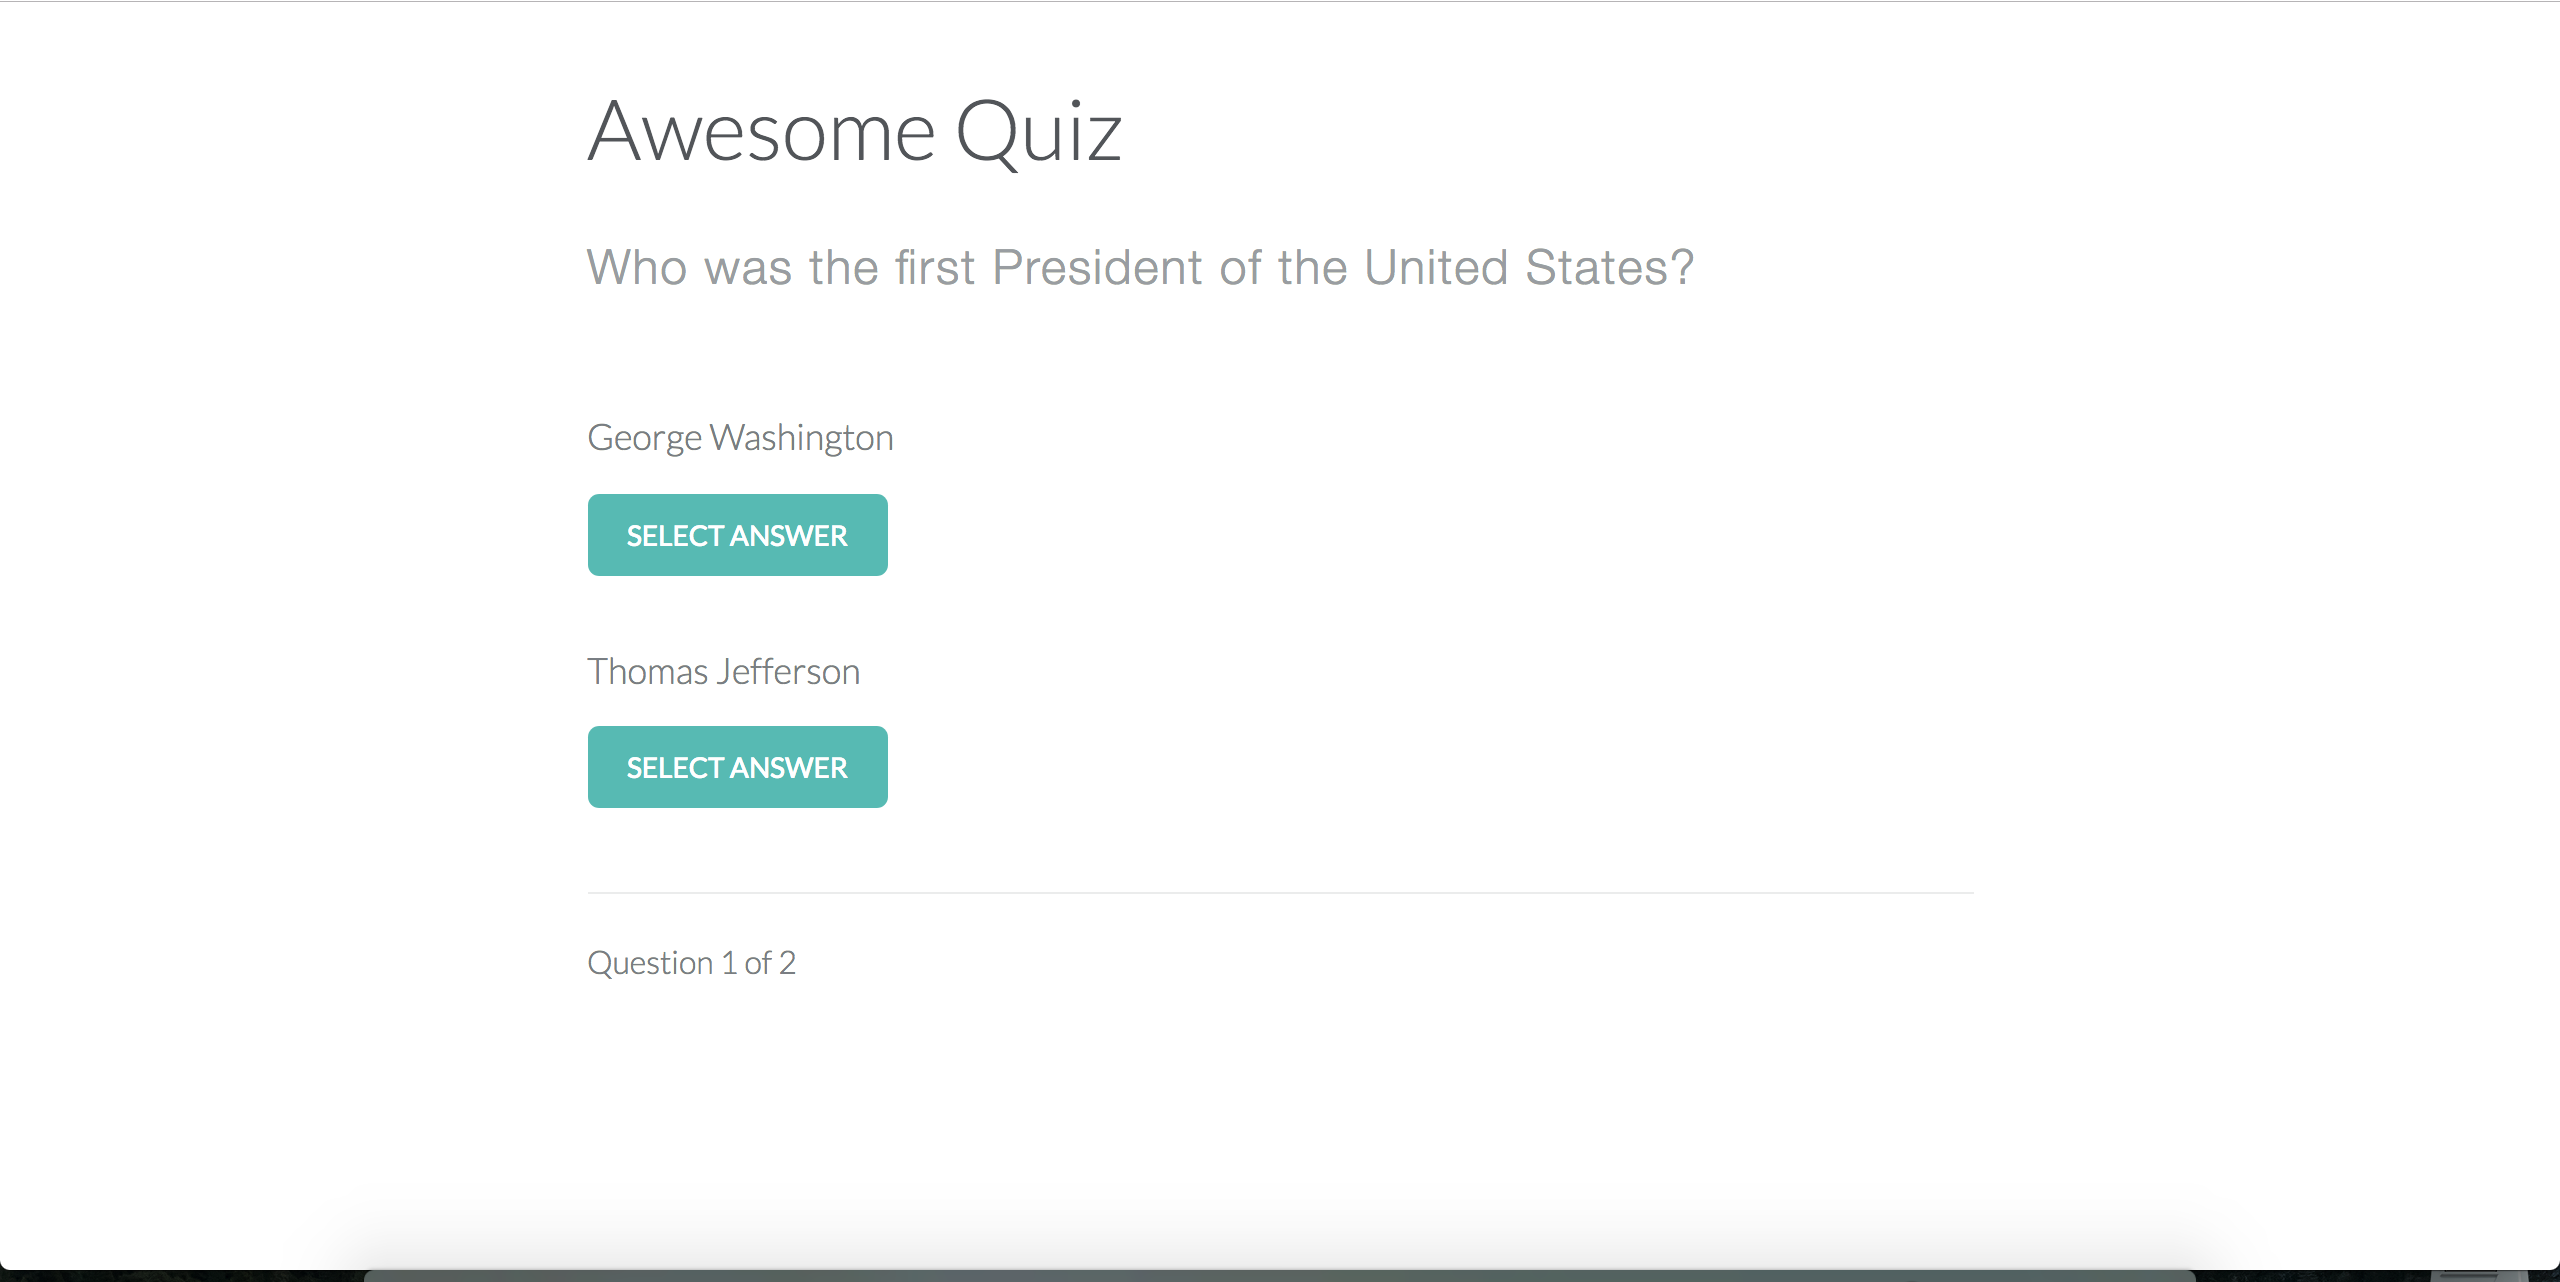 Awesome Quiz
Who was the first President of the United States?
George Washington
SELECT ANSWER
Thomas Jefferson
SELECT ANSWER
Question 1 of 2